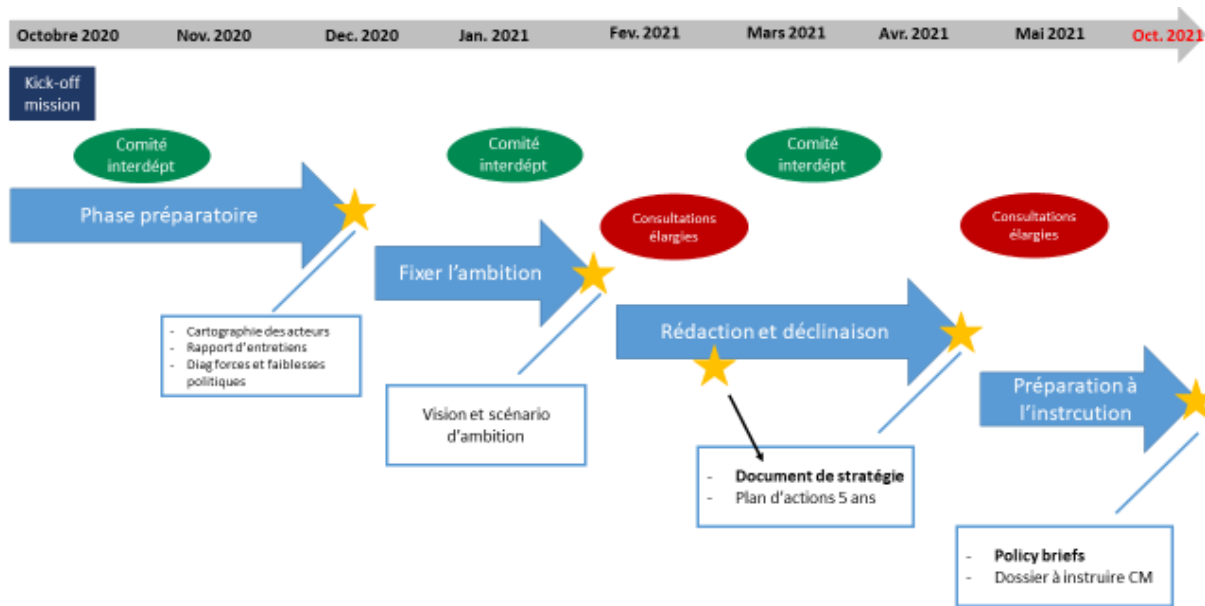 Octobre 2020 Nov. 2020 Dec. 2020 Jan. 2021 Fev. 2021 Mars 2021 Avr. 2021 Mai 2021 Oct. 2021
Kick-off
mission
Comité
interdépt
Comité
interdépt
Comité
interdépt
Phase préparatoire
Consultations
élargies
Consultations
élargies
Fixer l'ambition
- Cartographie des acteurs
- Rapport d'entretiens
- Diag forces et faiblesses
politiques
Rédaction et déclinaison
Vision et scénario
d'ambition
Préparation à
l'instrcution
- Document de stratégie
- Plan d'actions 5 ans
- Policy briefs
- Dossier à instruire CM